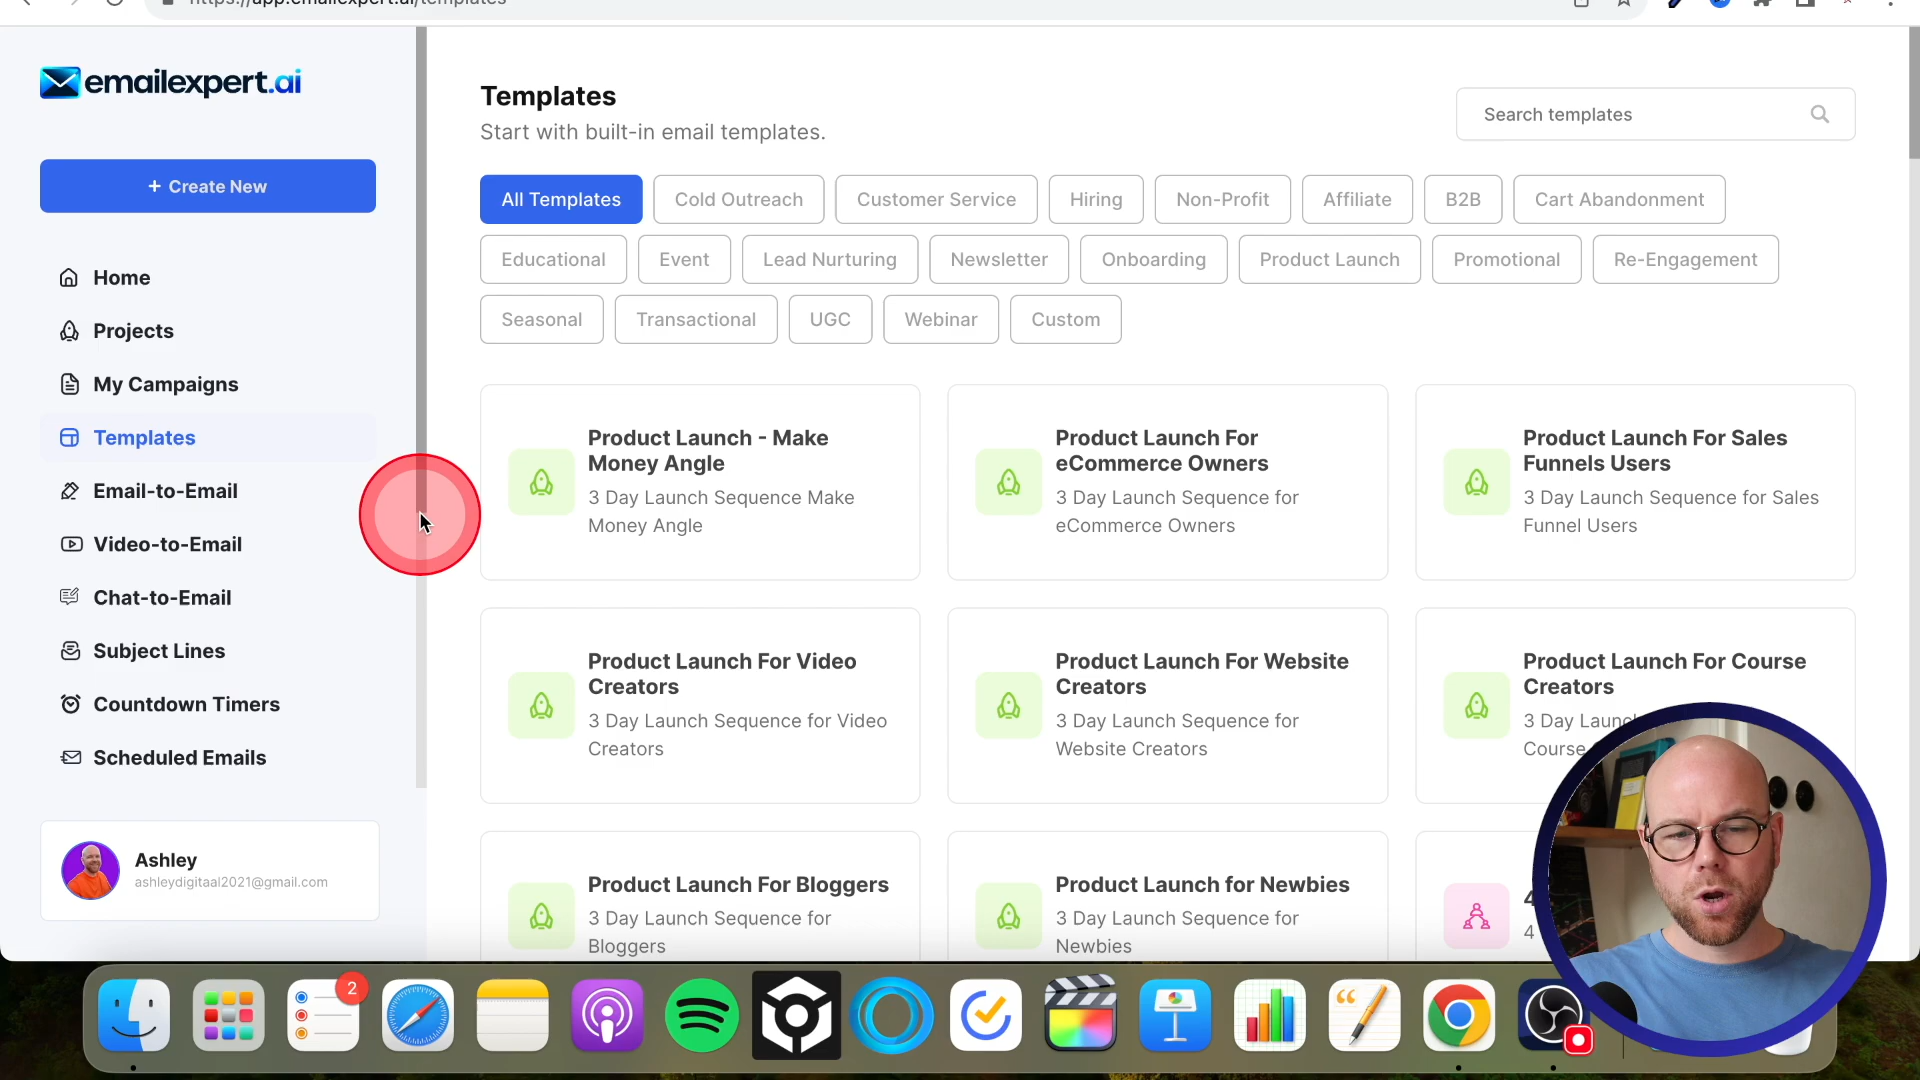 https://app.emailexpert.ai/templates
emailexpert.ai
+ Create New
Home
Projects
My Campaigns
Templates
Email-to-Email
Video-to-Email
Chat-to-Email
Subject Lines
Countdown Timers
Scheduled Emails
Ashley
ashleydigitaal2021@gmail.com
Templates
Start with built-in email templates.
Search templates
All Templates Cold Outreach Customer Service Hiring Non-Profit Affiliate B2B Cart Abandonment
Educational Event Lead Nurturing Newsletter Onboarding Product Launch Promotional Re-Engagement
Seasonal Transactional UGC Webinar Custom
Product Launch - Make
Money Angle
3 Day Launch Sequence Make
Money Angle
Product Launch For
eCommerce Owners
3 Day Launch Sequence for
eCommerce Owners
Product Launch For Sales
Funnels Users
3 Day Launch Sequence for Sales
Funnel Users
Product Launch For Video
Creators
3 Day Launch Sequence for Video
Creators
Product Launch For Website
Creators
3 Day Launch Sequence for
Website Creators
Product Launch For Course
Creators
3 Day
Course
Product Launch For Bloggers
3 Day Launch Sequence for
Bloggers
Product Launch for Newbies
3 Day Launch Sequence for
Newbies
4
4
2